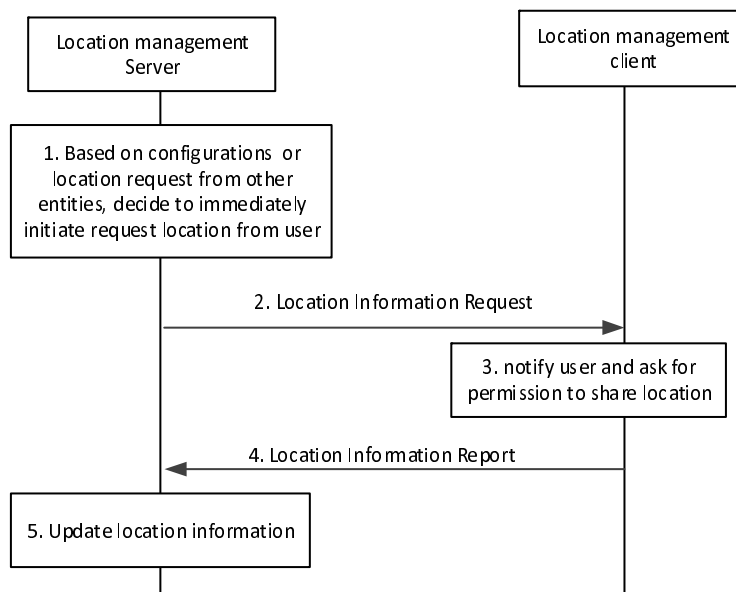 Location management
Server
Location management
client
1. Based on configurations or
location request from other
entities, decide to immediately
initiate request location from user
2. Location Information Request
3. notify user and ask for
permission to share location
4. Location Information Report
5. Update location information